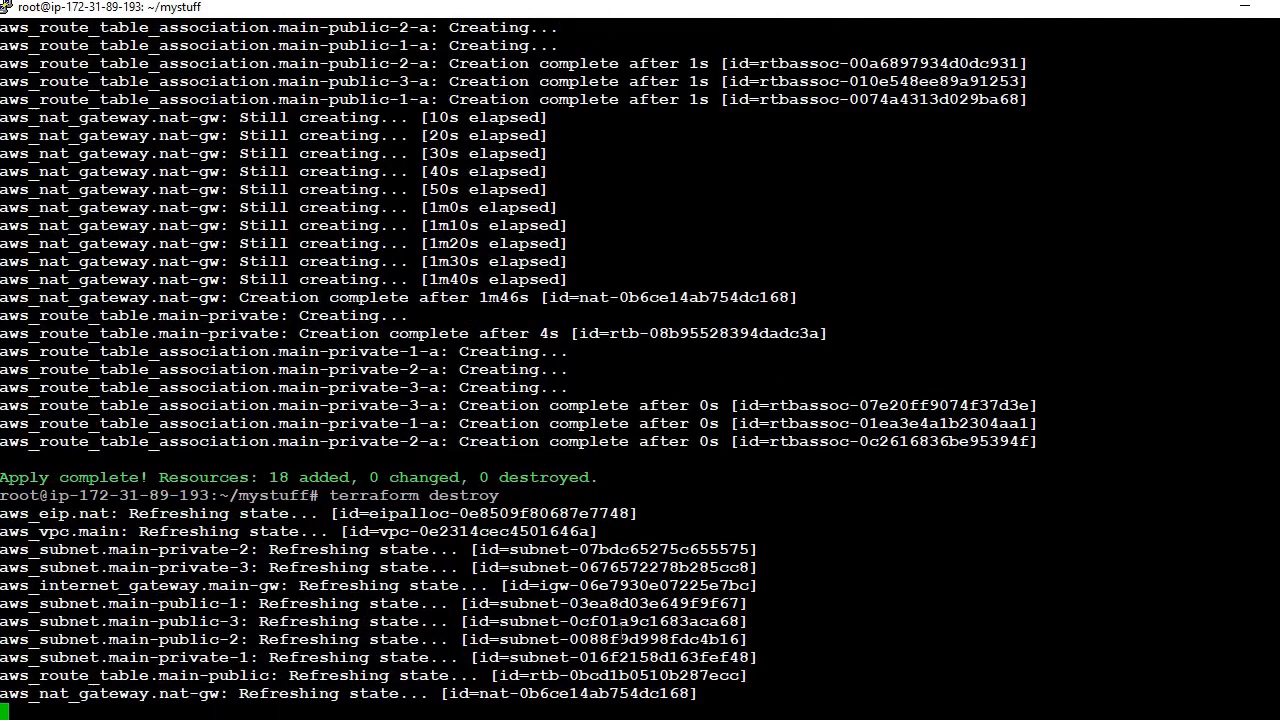 root@ip-172-31-89-193: ~/mystuff
aws_route_table_association.main-public-2-a: Creating...
aws_route_table_association.main-public-1-a: Creating...
aws_route_table_association.main-public-2-a: Creation complete after 1s [id=rtbassoc-00a6897934d0dc931]
aws_route_table_association.main-public-3-a: Creation complete after 1s [id=rtbassoc-010e548ee89a91253]
aws_route_table_association.main-public-1-a: Creation complete after 1s [id=rtbassoc-0074a4313d029ba68]
aws_nat_gateway.nat-gw: Still creating... [10s elapsed]
aws_nat_gateway.nat-gw: Still creating... [20s elapsed]
aws_nat_gateway.nat-gw: Still creating... [30s elapsed]
aws_nat_gateway.nat-gw: Still creating... [40s elapsed]
aws_nat_gateway.nat-gw: Still creating... [50s elapsed]
aws_nat_gateway.nat-gw: Still creating... [1m0s elapsed]
aws_nat_gateway.nat-gw: Still creating... [1m10s elapsed]
aws_nat_gateway.nat-gw: Still creating... [1m20s elapsed]
aws_nat_gateway.nat-gw: Still creating... [1m30s elapsed]
aws_nat_gateway.nat-gw: Still creating... [1m40s elapsed]
aws_nat_gateway.nat-gw: Creation complete after 1m46s [id=nat-0b6ce14ab754dc168]
aws_route_table.main-private: Creating...
aws_route_table.main-private: Creation complete after 4s [id=rtb-08b95528394dadc3a]
aws_route_table_association.main-private-1-a: Creating...
aws_route_table_association.main-private-2-a: Creating...
aws_route_table_association.main-private-3-a: Creating...
aws_route_table_association.main-private-3-a: Creation complete after 0s [id=rtbassoc-07e20ff9074f37d3e]
aws_route_table_association.main-private-1-a: Creation complete after 0s [id=rtbassoc-01ea3e4a1b2304aa1]
aws_route_table_association.main-private-2-a: Creation complete after 0s [id=rtbassoc-0c2616836be95394f]
Apply complete! Resources: 18 added, 0 changed, 0 destroyed.
root@ip-172-31-89-193:~/mystuff# terraform destroy
aws_eip.nat: Refreshing state... [id=eipalloc-0e8509f80687e7748]
aws_vpc.main: Refreshing state... [id=vpc-0e2314cec4501646a]
aws_subnet.main-private-2: Refreshing state... [id=subnet-07bdc65275c655575]
aws_subnet.main-private-3: Refreshing state... [id=subnet-0676572278b285cc8]
aws_internet_gateway.main-gw: Refreshing state... [id=igw-06e7930e07225e7bc]
aws_subnet.main-public-1: Refreshing state... [id=subnet-03ea8d03e649f9f67]
aws_subnet.main-public-3: Refreshing state... [id=subnet-0cf01a9c1683aca68]
aws_subnet.main-public-2: Refreshing state... [id=subnet-0088f9d998fdc4b16]
aws_subnet.main-private-1: Refreshing state... [id=subnet-016f2158d163fef48]
aws_route_table.main-public: Refreshing state... [id=rtb-0bcd1b0510b287ecc]
aws_nat_gateway.nat-gw: Refreshing state... [id=nat-0b6ce14ab754dc168]